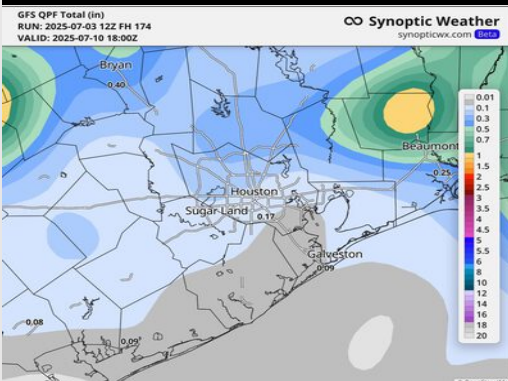 GFS QPF Total (in)
RUN: 2025-07-03 12Z FH 174
VALID: 2025-07-10 18:00Z
Synoptic Weather
synopticwx.com Beta
Bryan
0.40
Beaumont
0.25
Houston
Sugar Land
0.17
Galveston
0.09
0.08
0.09
0.01
0.1
0.3
0.5
0.7
1
1.5
2
2.5
3
3.5
4
4.5
5
5.5
6
8
10
12
14
16
18
20